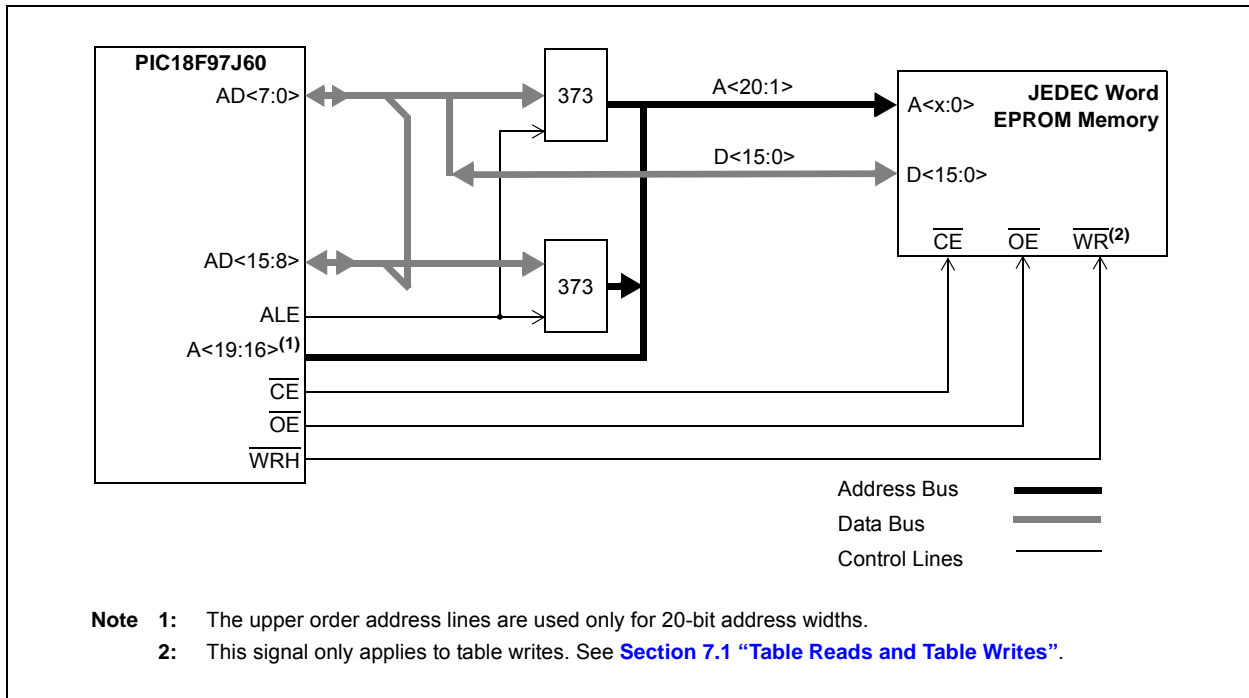 PIC18F97J60
AD<7:0>
AD<15:8>
ALE
A<19:16>(1)
CE
OE
WRH
373
373
A<20:1>
D<15:0>
JEDEC Word
EPROM Memory
A<x:0>
D<15:0>
CE OE WR(2)
Address Bus
Data Bus
Control Lines
Note 1: The upper order address lines are used only for 20-bit address widths.
2: This signal only applies to table writes. See Section 7.1 “Table Reads and Table Writes”.